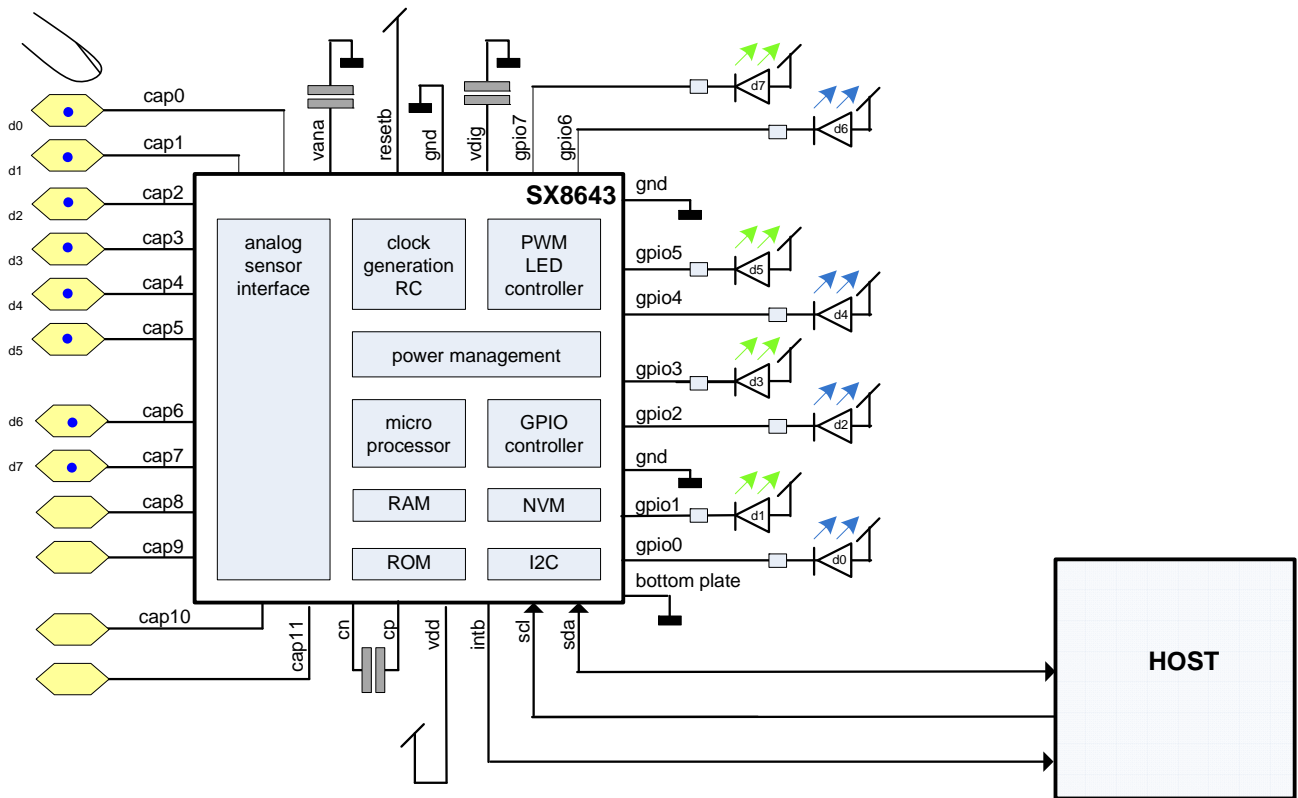 cap0
d0
cap1
d1
cap2
d2
cap3
d3
cap4
d4
cap5
d5
cap6
d6
cap7
d7
cap8
cap9
cap10
cap11
vana
resetb
gnd
vdig
gpio7
gpio6
d7
d6
SX8643
analog
sensor
interface
clock
generation
RC
PWM
LED
controller
power management
micro
processor
GPIO
controller
RAM
NVM
ROM
I2C
gnd
gpio5
d5
gpio4
d4
gpio3
d3
gpio2
d2
gnd
gpio1
d1
gpio0
d0
bottom plate
cn
cp
vdd
intb
scl
sda
HOST